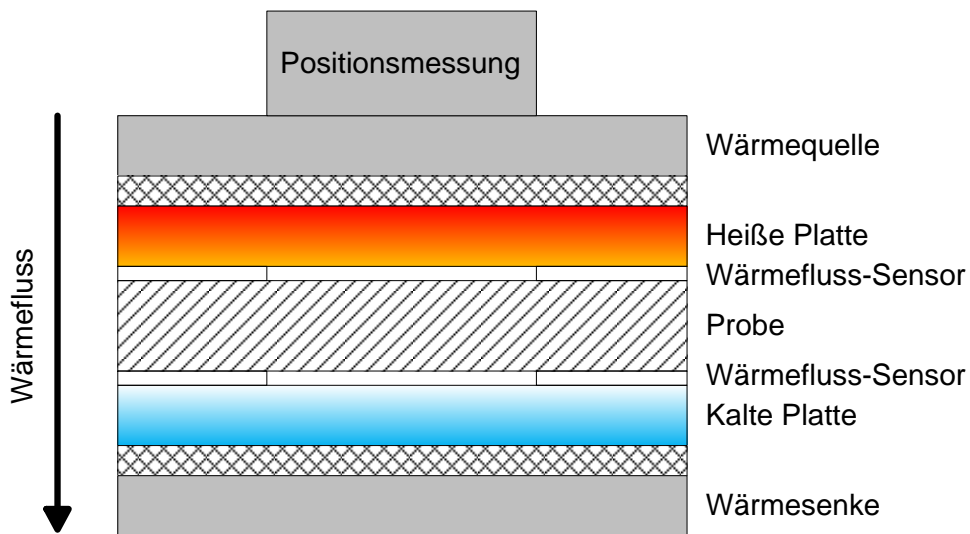 Positionsmessung
Wärmequelle
Heiße Platte
Wärmefluss-Sensor
Probe
Wärmefluss-Sensor
Kalte Platte
Wärmesenke
Wärmefluss